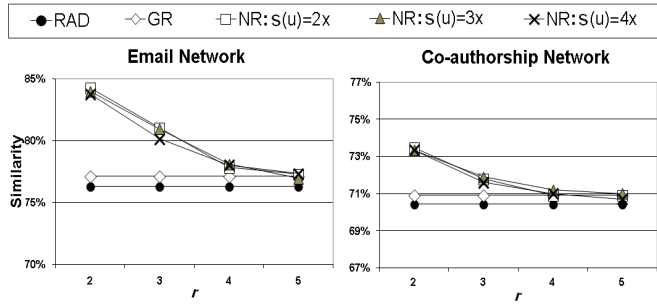 RAD GR NR: s(u)=2x NR: s(u)=3x NR: s(u)=4x
Email Network
Co-authorship Network
Similarity
85%
80%
75%
70%
2 3 4 5
r
77%
75%
73%
71%
69%
67%
2 3 4 5
r